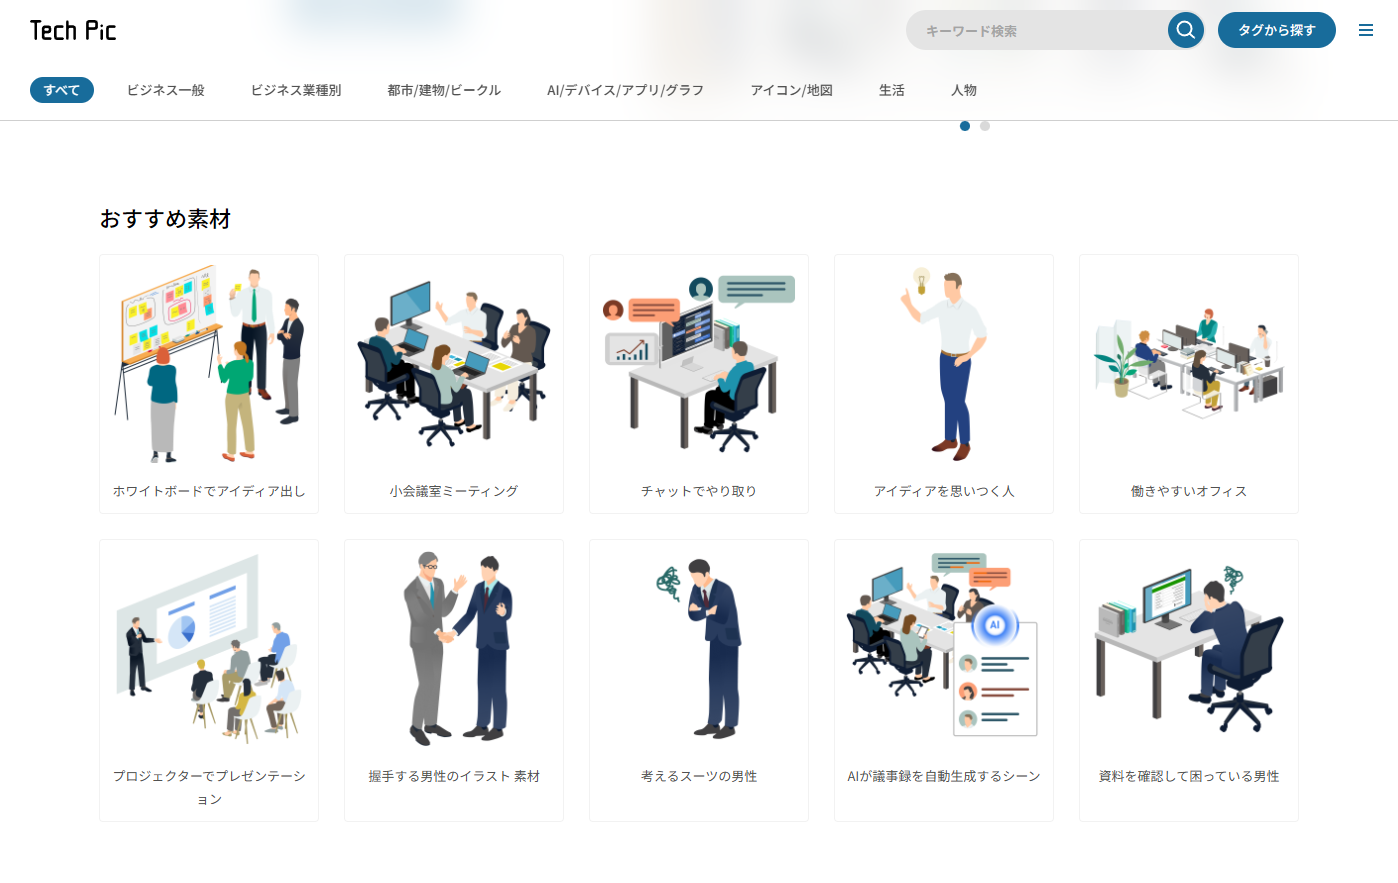 Tech Pic
キーワード検索
タグから探す
すべて
ビジネス一般
ビジネス業種別
都市/建物/ビークル
AI/デバイス/アプリ/グラフ
アイコン/地図
生活
人物
おすすめ素材
ホワイトボードでアイディア出し
小会議室ミーティング
チャットでやり取り
アイディアを思いつく人
働きやすいオフィス
AI
プロジェクターでプレゼンテーシ
ョン
握手する男性のイラスト 素材
考えるスーツの男性
AIが議事録を自動生成するシーン
資料を確認して困っている男性